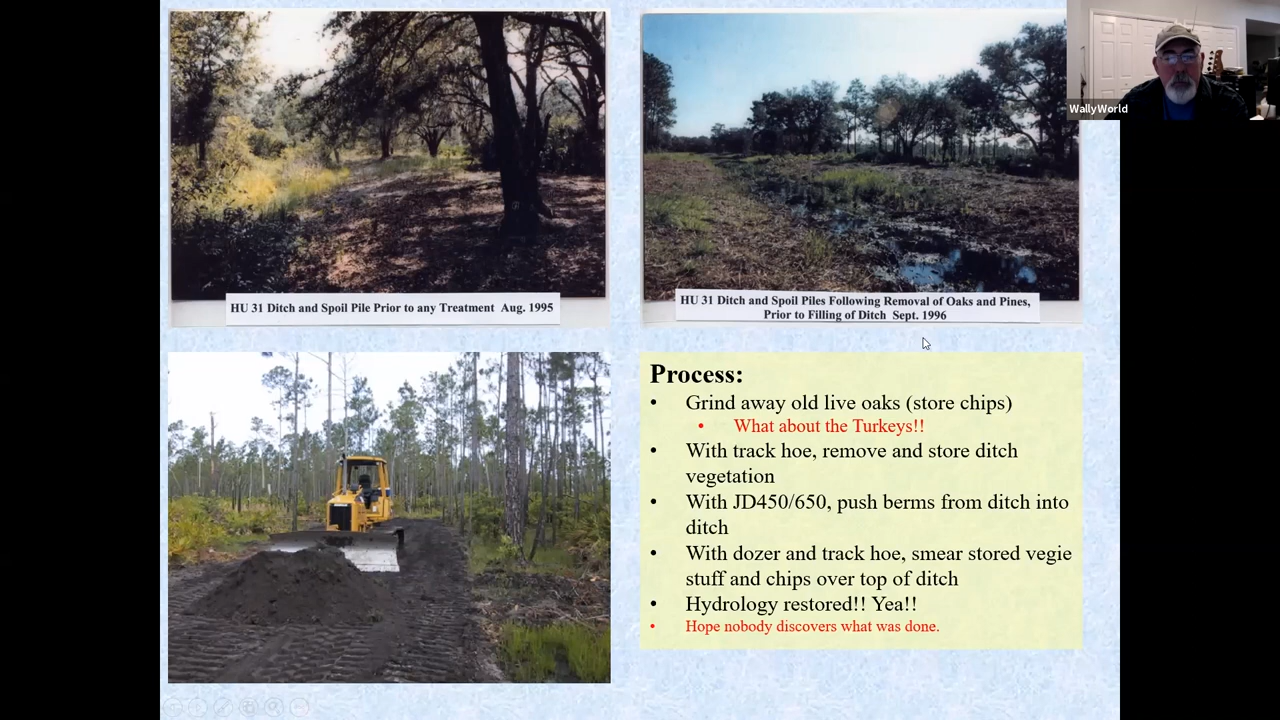 WallyWorld
HU 31 Ditch and Spoil Pile Prior to any Treatment Aug. 1995
HU 31 Ditch and Spoil Piles Following Removal of Oaks and Pines,
Prior to Filling of Ditch Sept. 1996
Process:
• Grind away old live oaks (store chips)
• What about the Turkeys!!
• With track hoe, remove and store ditch
vegetation
• With JD450/650, push berms from ditch into
ditch
• With dozer and track hoe, smear stored vegie
stuff and chips over top of ditch
• Hydrology restored!! Yea!!
• Hope nobody discovers what was done.